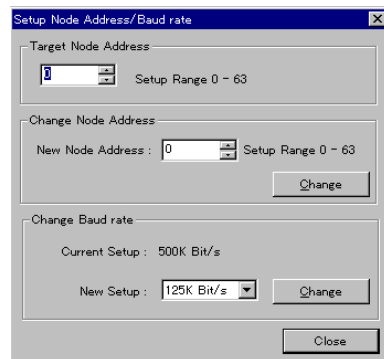 Setup Node Address/Baud rate
Target Node Address
0 Setup Range 0 - 63
Change Node Address
New Node Address : 0 Setup Range 0 - 63
Change
Change Baud rate
Current Setup : 500K Bit/s
New Setup : 125K Bit/s Change
Close